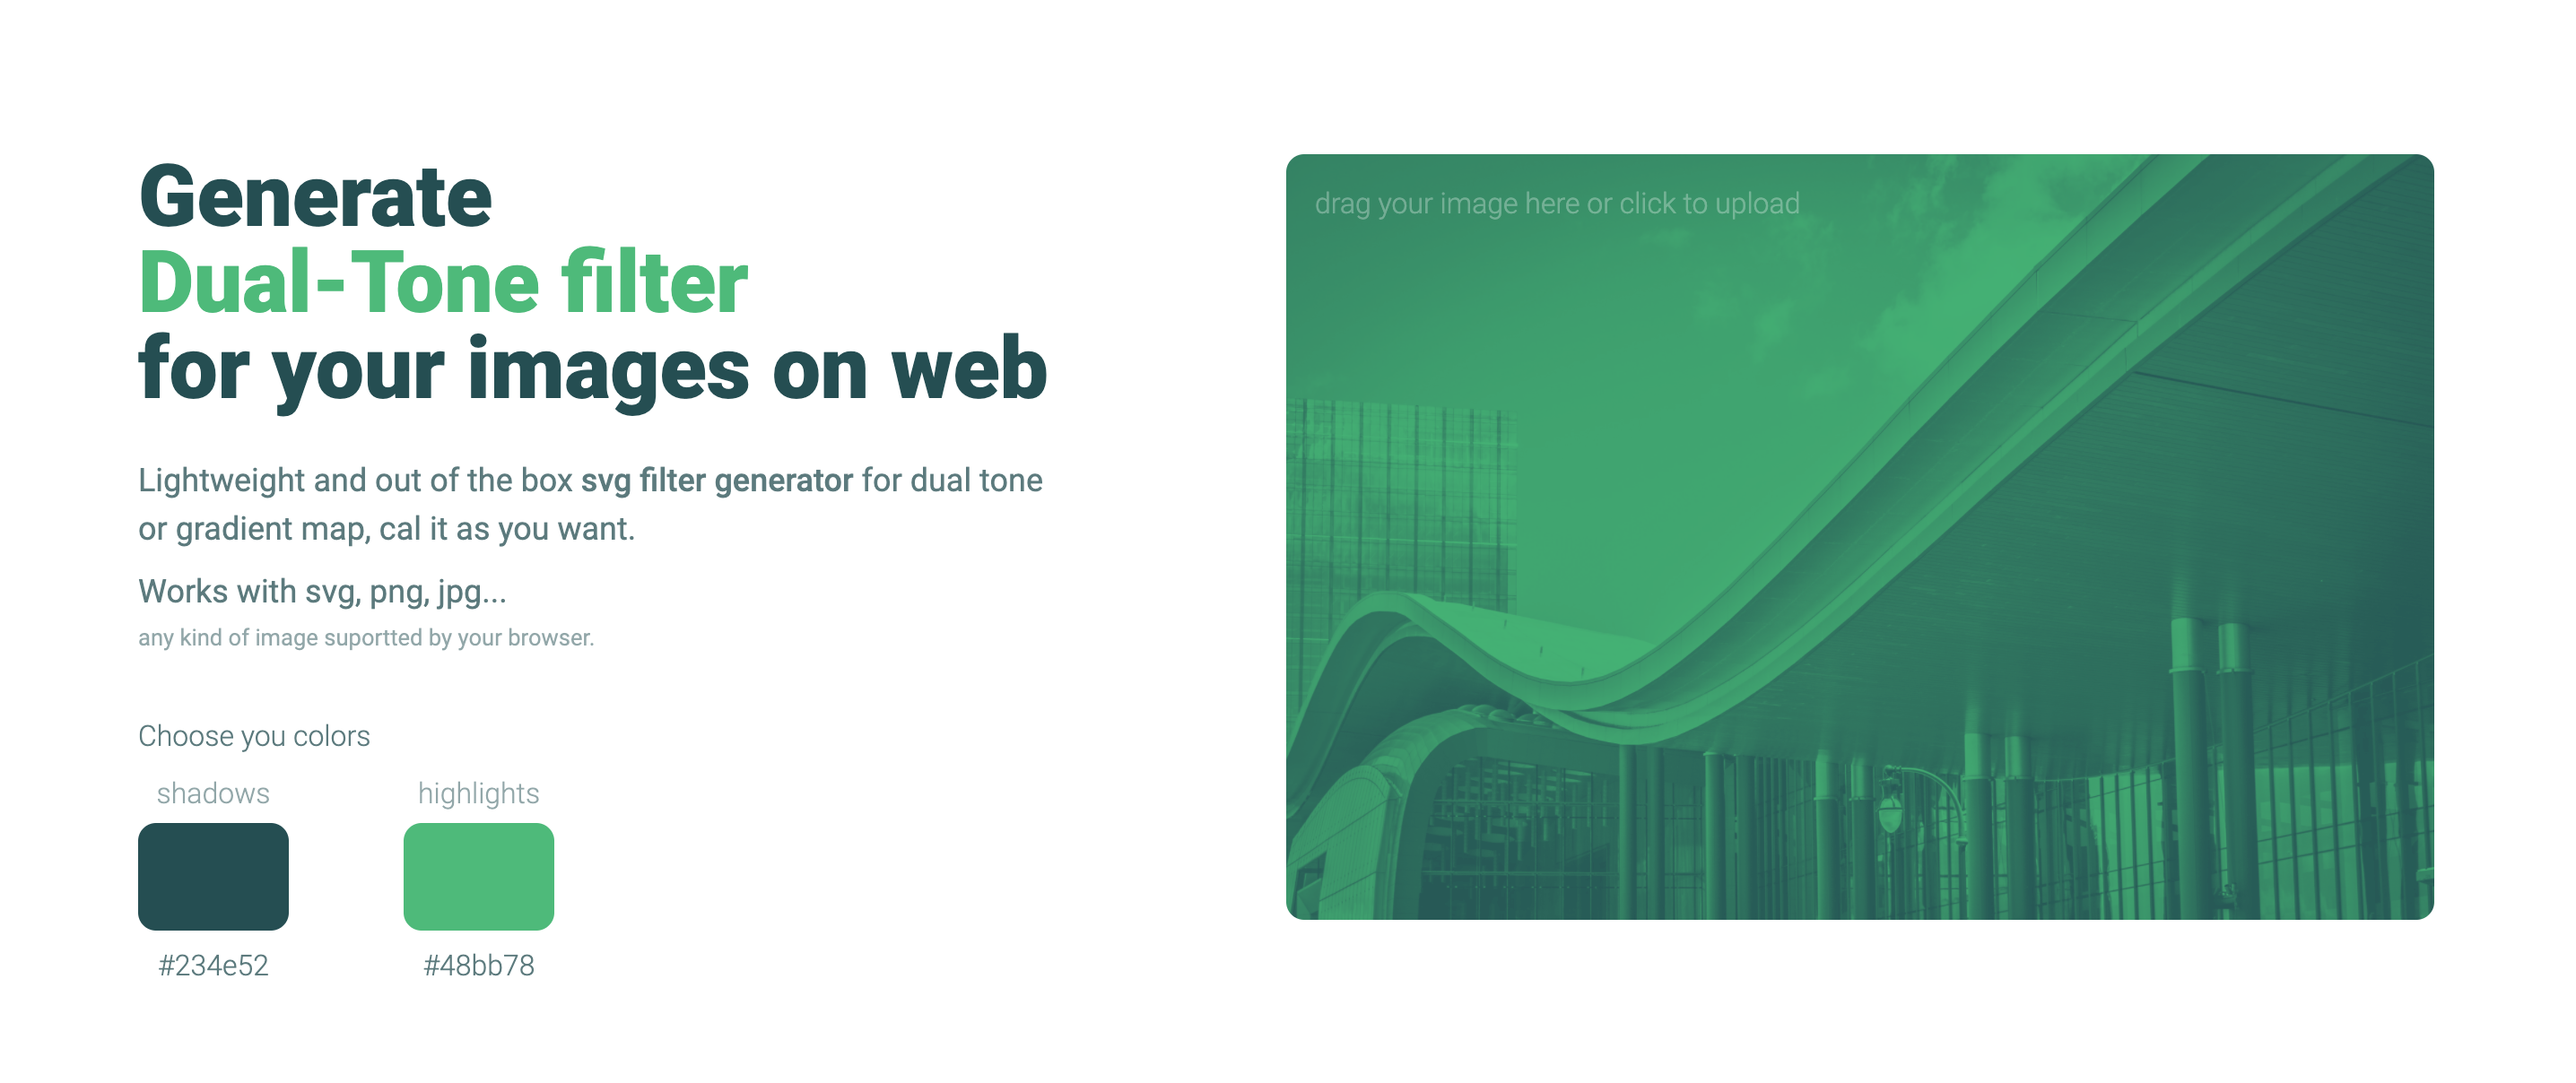 Generate
Dual-Tone filter
for your images on web
Lightweight and out of the box svg filter generator for dual tone
or gradient map, cal it as you want.
Works with svg, png, jpg...
any kind of image suportted by your browser.
Choose you colors
shadows highlights
#234e52 #48bb78
drag your image here or click to upload